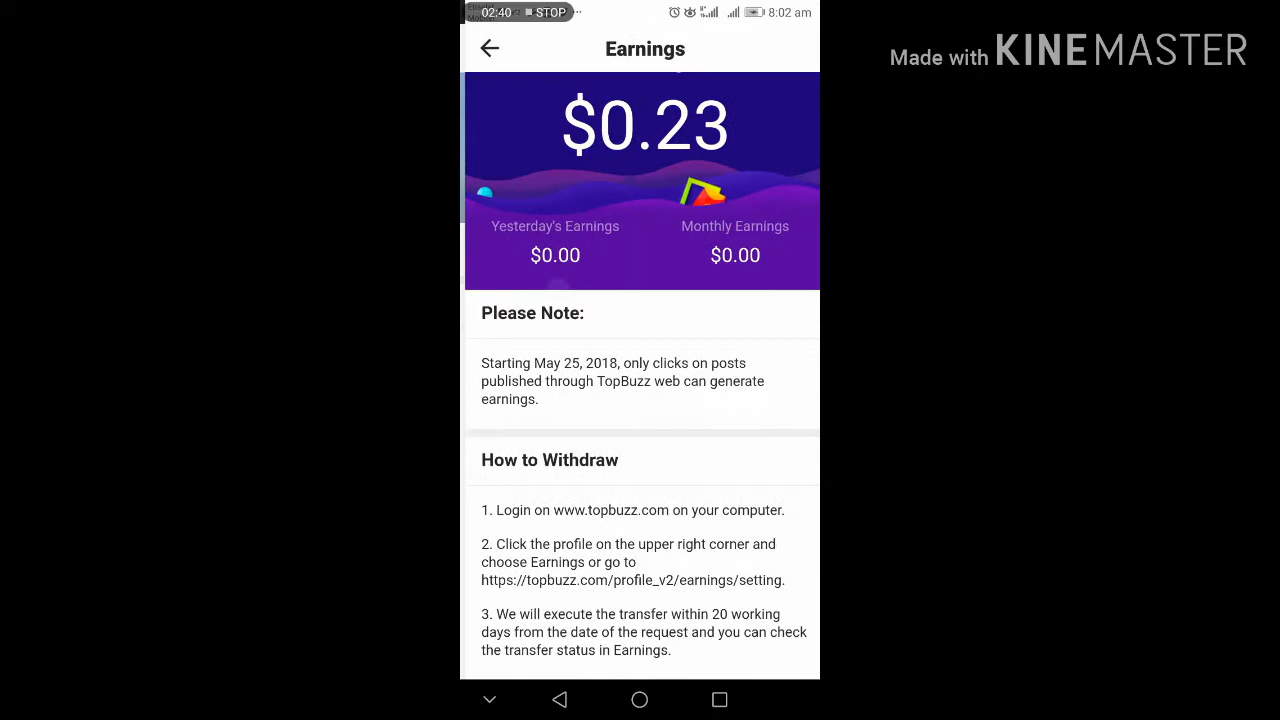 02:40 STOP ... 8:02 am
Made with KINEMASTER
Earnings
$0.23
Yesterday's Earnings Monthly Earnings
$0.00 $0.00
Please Note:
Starting May 25, 2018, only clicks on posts
published through TopBuzz web can generate
earnings.
How to Withdraw
1. Login on www.topbuzz.com on your computer.
2. Click the profile on the upper right corner and
choose Earnings or go to
https://topbuzz.com/profile_v2/earnings/setting.
3. We will execute the transfer within 20 working
days from the date of the request and you can check
the transfer status in Earnings.